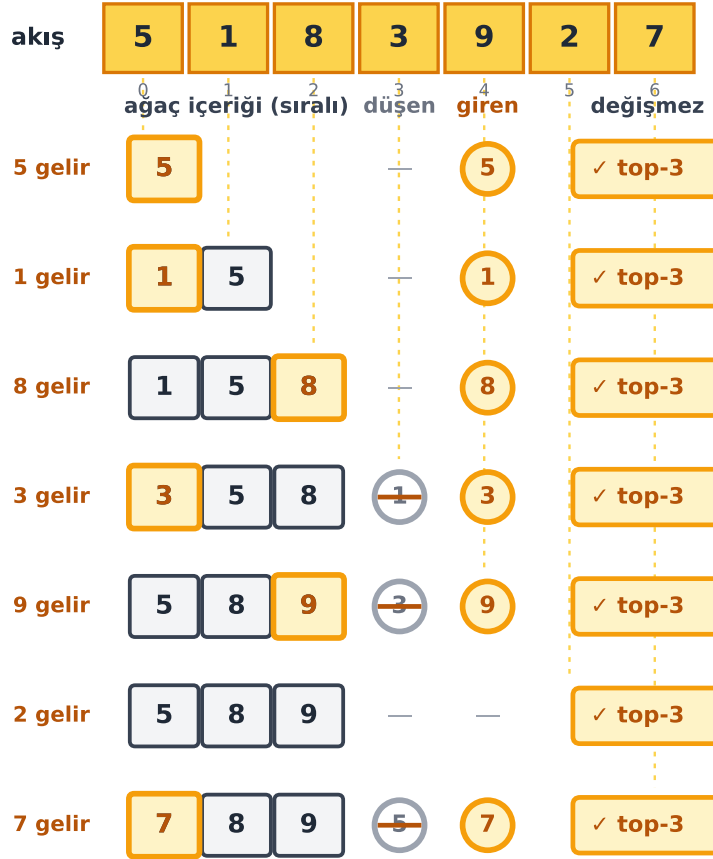 akış 5 1 8 3 9 2 7
0 1 2 3 4 5 6
ağaç içeriği (sıralı) düşen giren değişmez
5 gelir 5 — 5 ✓ top-3
1 gelir 1 5 — 1 ✓ top-3
8 gelir 1 5 8 — 8 ✓ top-3
3 gelir 3 5 8 1 3 ✓ top-3
9 gelir 5 8 9 3 9 ✓ top-3
2 gelir 5 8 9 — — ✓ top-3
7 gelir 7 8 9 5 7 ✓ top-3